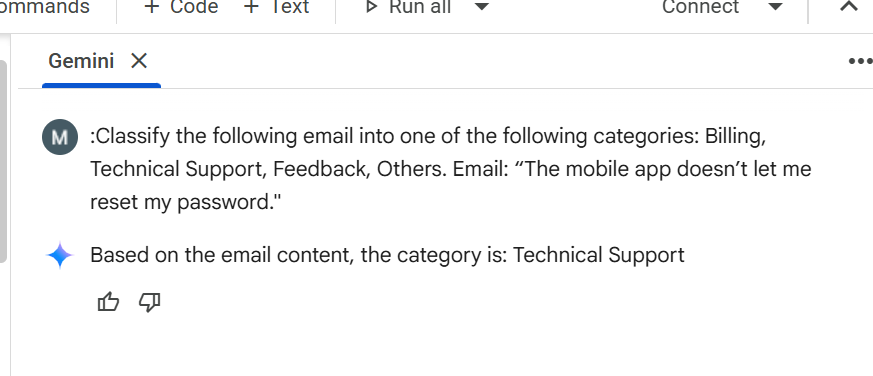 ommands + Code + Text Run all Connect
Gemini
M :Classify the following email into one of the following categories: Billing,
Technical Support, Feedback, Others. Email: “The mobile app doesn’t let me
reset my password."
Based on the email content, the category is: Technical Support